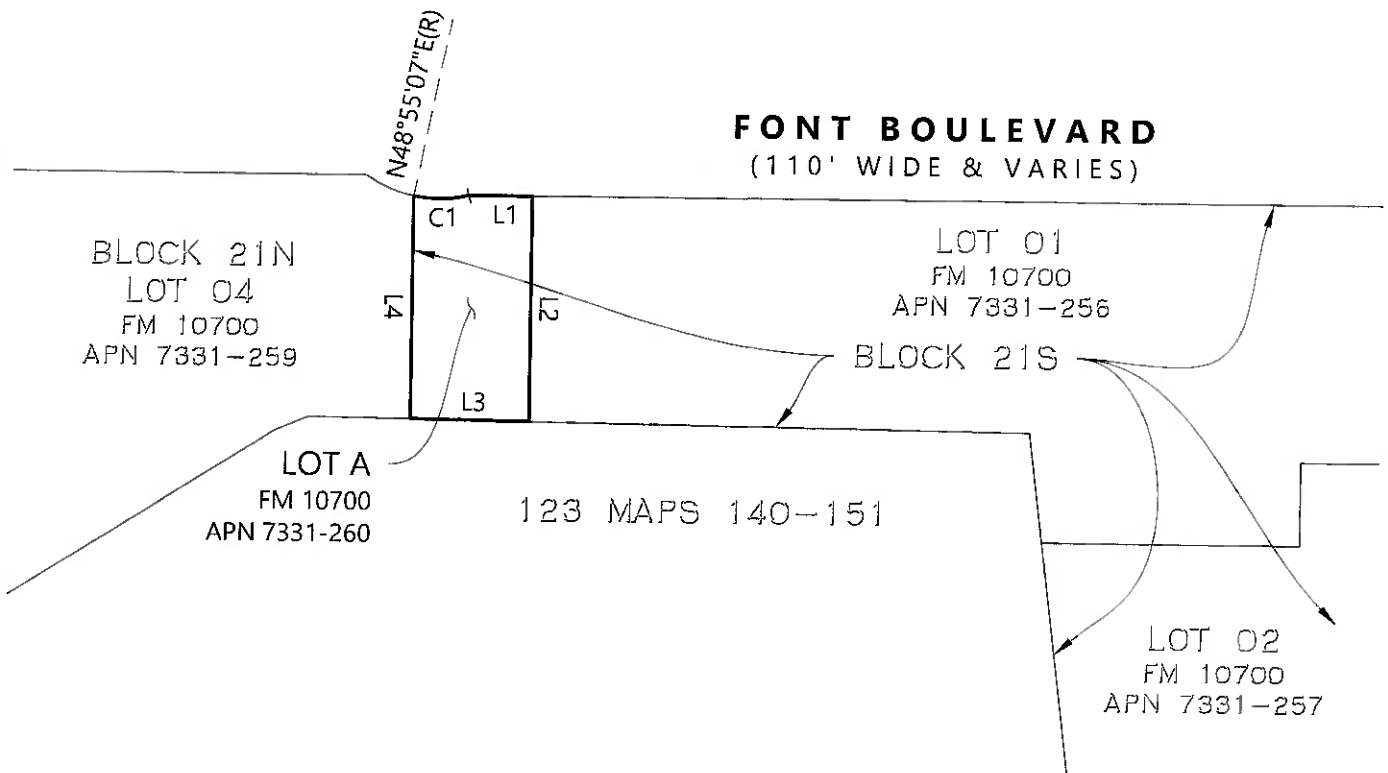 N48°55'07"E(R)
FONT BOULEVARD
(110' WIDE & VARIES)
C1
L1
BLOCK 21N
LOT 04
FM 10700
APN 7331-259
L4
L2
LOT 01
FM 10700
APN 7331-256
BLOCK 21S
L3
LOT A
FM 10700
APN 7331-260
123 MAPS 140-151
LOT 02
FM 10700
APN 7331-257